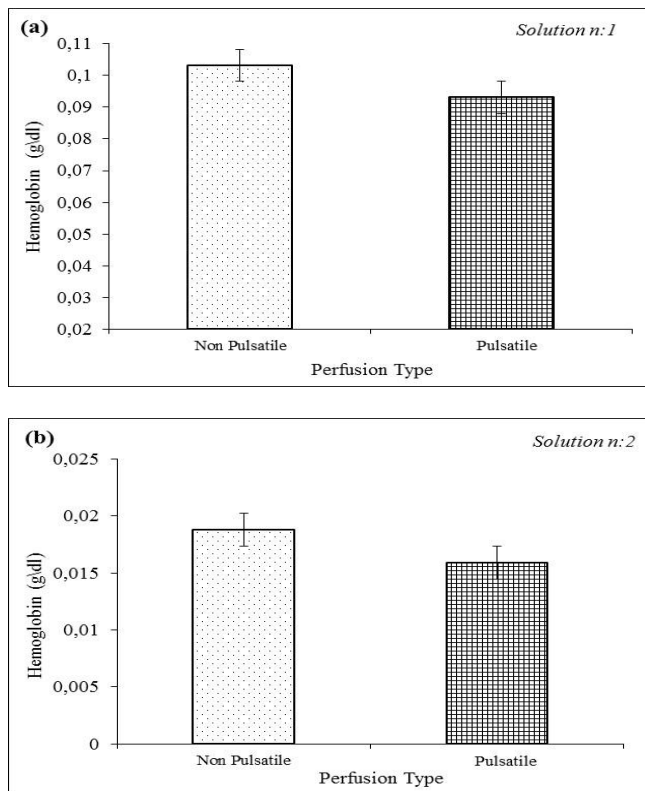 (a)
Solution n:1
Hemoglobin (g\dl)
0,11
0,1
0,09
0,08
0,07
0,06
0,05
0,04
0,03
0,02
Non Pulsatile Pulsatile
Perfusion Type
(b)
Solution n:2
Hemoglobin (g\dl)
0,025
0,02
0,015
0,01
0,005
0
Non Pulsatile Pulsatile
Perfusion Type